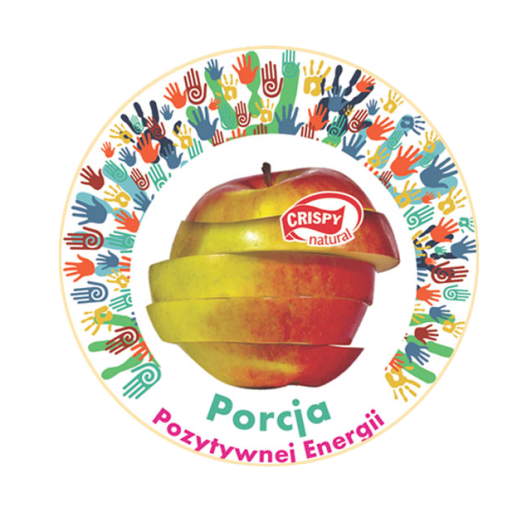 CRISPY
natural
Porcja
Pozytywnej Energii